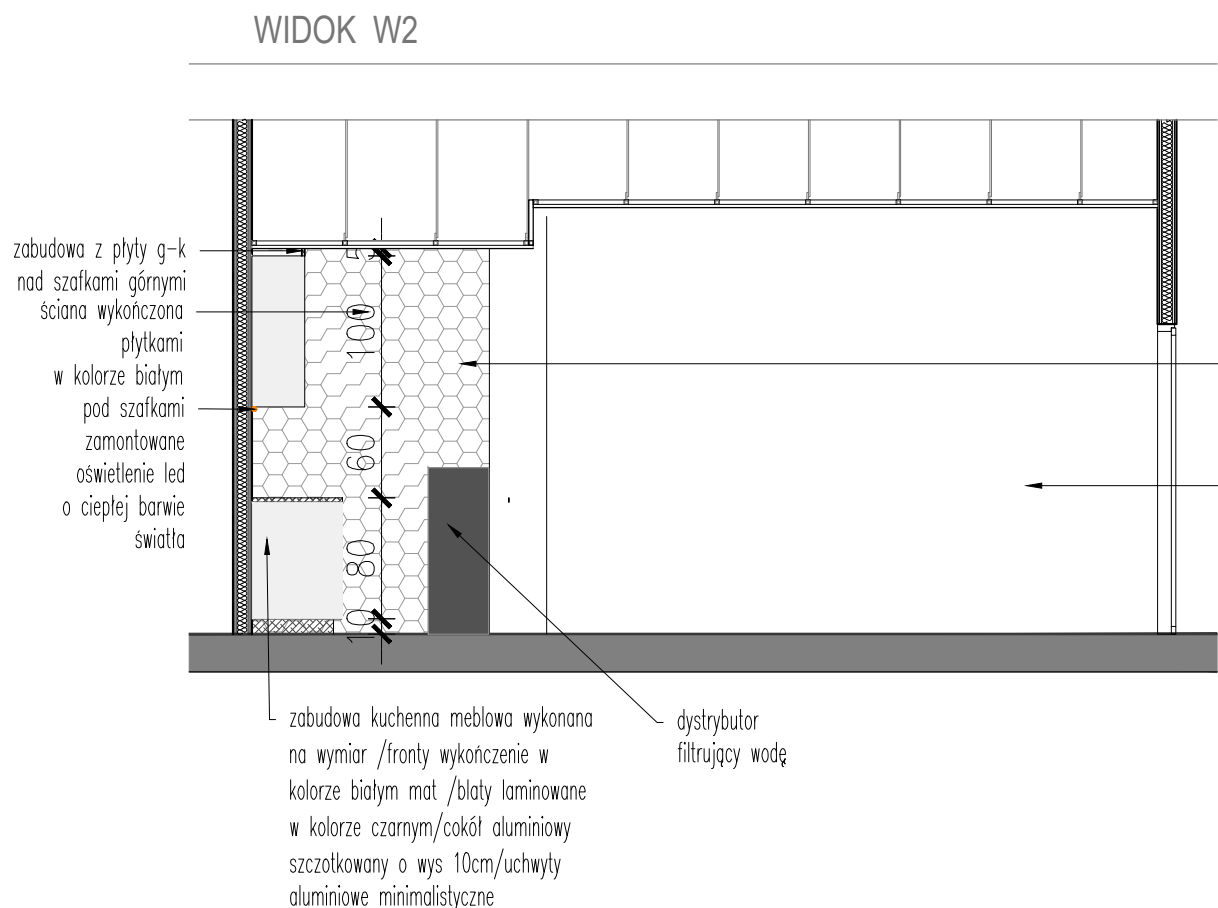 WIDOK W2
zabudowa z płyty g-k
nad szafkami górnymi
ściana wykończona
płytkami
w kolorze białym
pod szafkami
zamontowane
oświetlenie led
o ciepłej barwie
światła
100
60
80
10
zabudowa kuchenna meblowa wykonana
na wymiar /fronty wykończenie w
kolorze białym mat /blaty laminowane
w kolorze czarnym/cokół aluminiowy
szczotkowany o wys 10cm/uchwyty
aluminiowe minimalistyczne
dystrybutor
filtrujący wodę